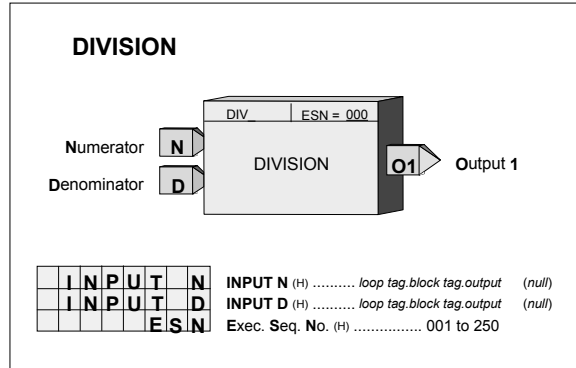 DIVISION
DIV_ ESN = 000
Numerator N
DIVISION
O1 Output 1
Denominator D
INPUT N INPUT N (H) .......... loop tag.block tag.output (null)
INPUT D INPUT D (H) .......... loop tag.block tag.output (null)
ESN Exec. Seq. No. (H) ................ 001 to 250